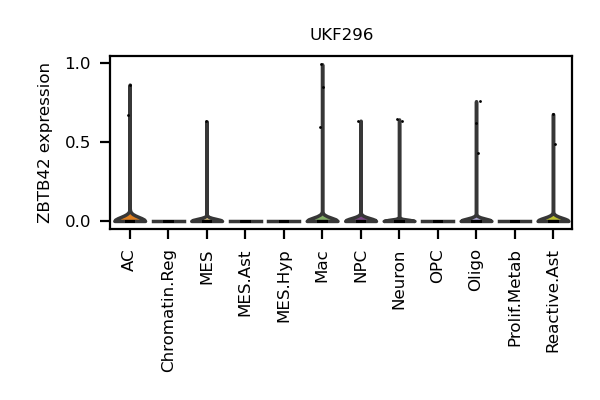 UKF296
ZBTB42 expression
1.0
0.5
0.0
AC
Chromatin.Reg
MES
MES.Ast
MES.Hyp
Mac
NPC
Neuron
OPC
Oligo
Prolif.Metab
Reactive.Ast